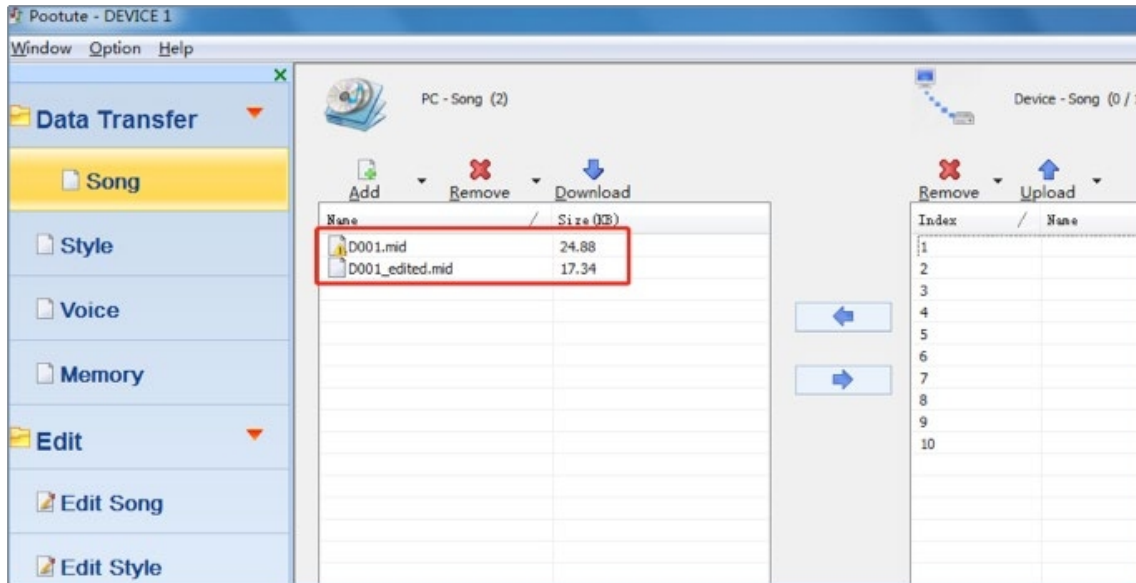 Pootute - DEVICE 1
Window Option Help
Data Transfer
Song
Style
Voice
Memory
Edit
Edit Song
Edit Style
PC - Song (2)
Add Remove Download
Name / Size(KB)
D001.mid 24.88
D001_edited.mid 17.34
Device - Song (0 /
Remove Upload
Index / Name
1
2
3
4
5
6
7
8
9
10